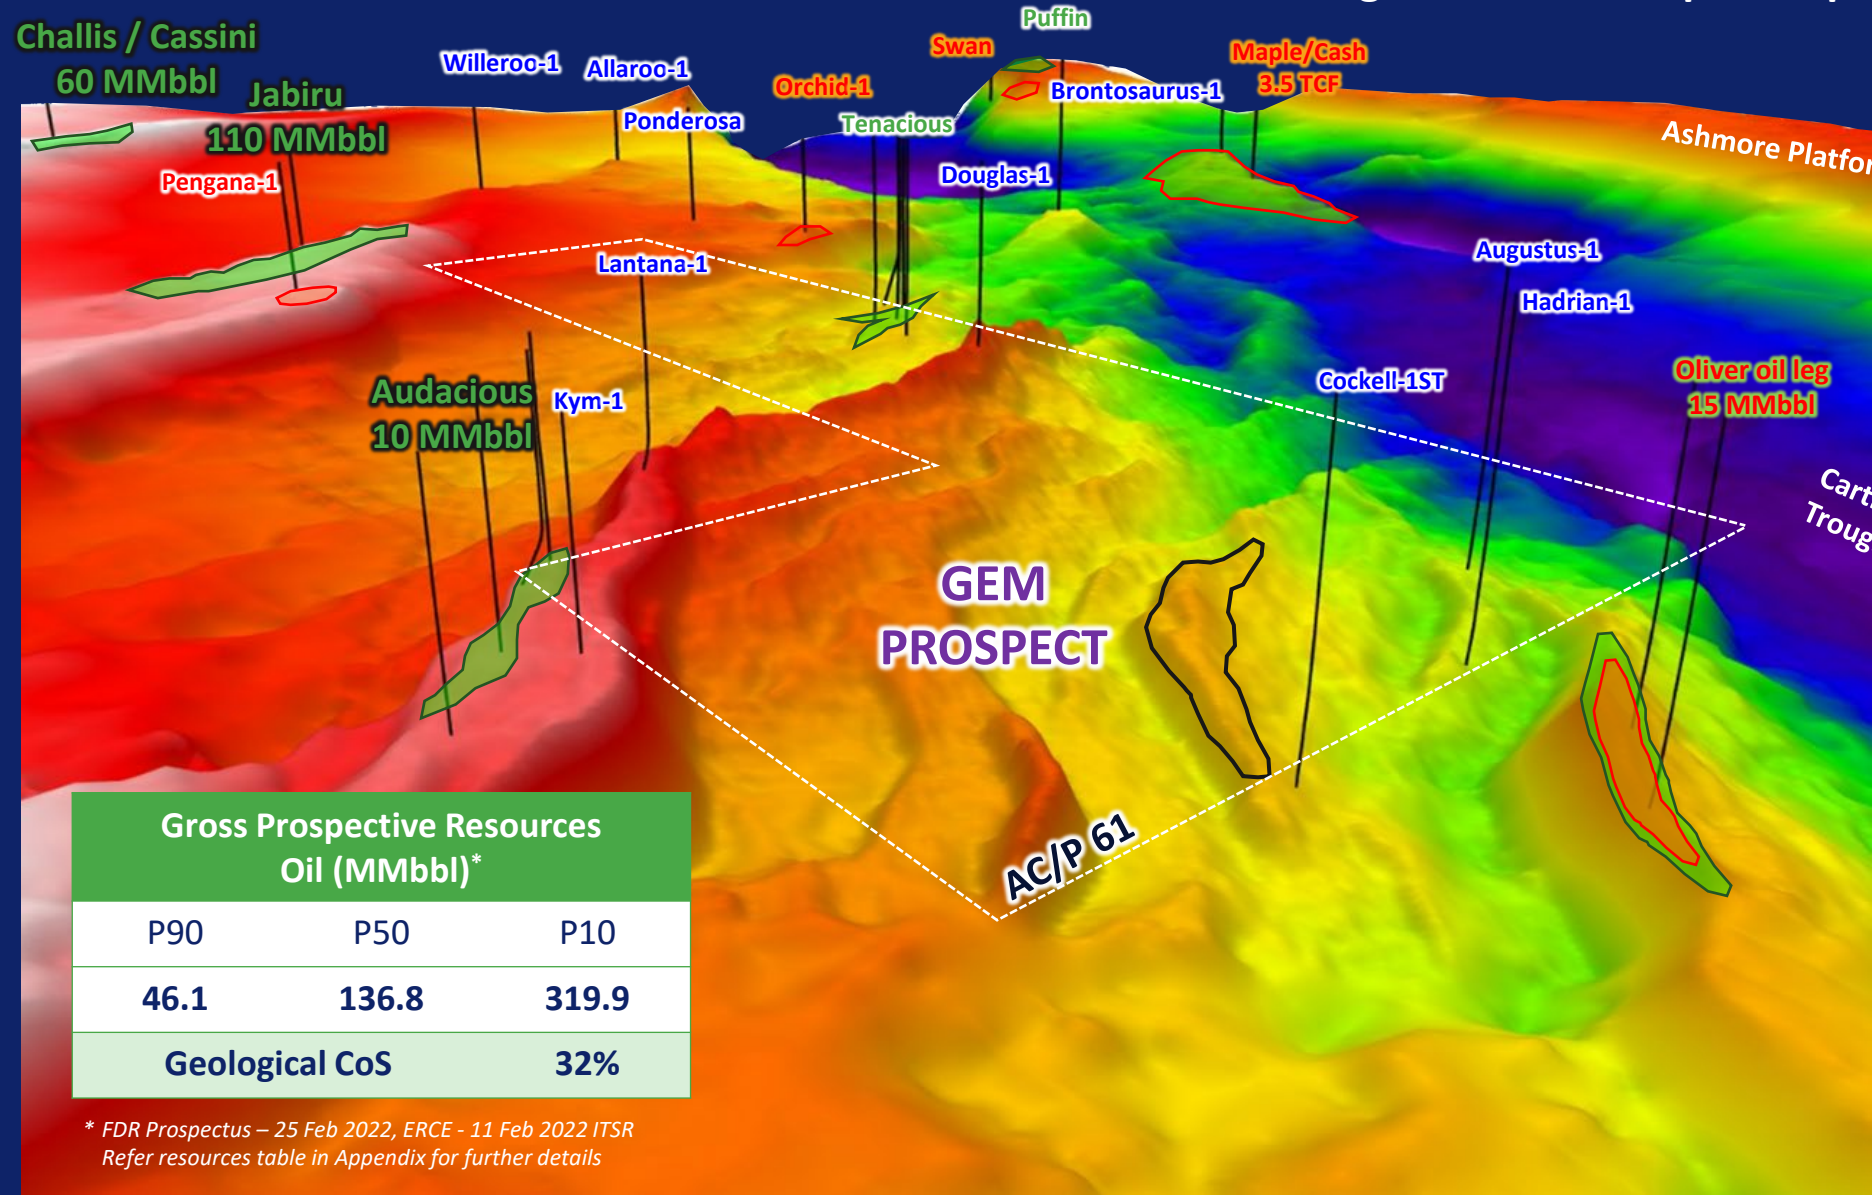 Puffin
Challis / Cassini
60 MMbbl
Willeroo-1
Allaroo-1
Swan
Maple/Cash
3.5 TCF
Jabiru
110 MMbbl
Orchid-1
Brontosaurus-1
Ponderosa
Tenacious
Ashmore
Pengana-1
Douglas-1
Lantana-1
Augustus-1
Hadrian-1
Audacious
10 MMbbl
Kym-1
Cockell-1ST
Oliver oil leg
15 MMbbl
GEM
PROSPECT
AC/P 61
Gross Prospective Resources
Oil (MMbbl)*
P90 P50 P10
46.1 136.8 319.9
Geological CoS 32%
* FDR Prospectus – 25 Feb 2022, ERCE - 11 Feb 2022 ITSR
Refer resources table in Appendix for further details